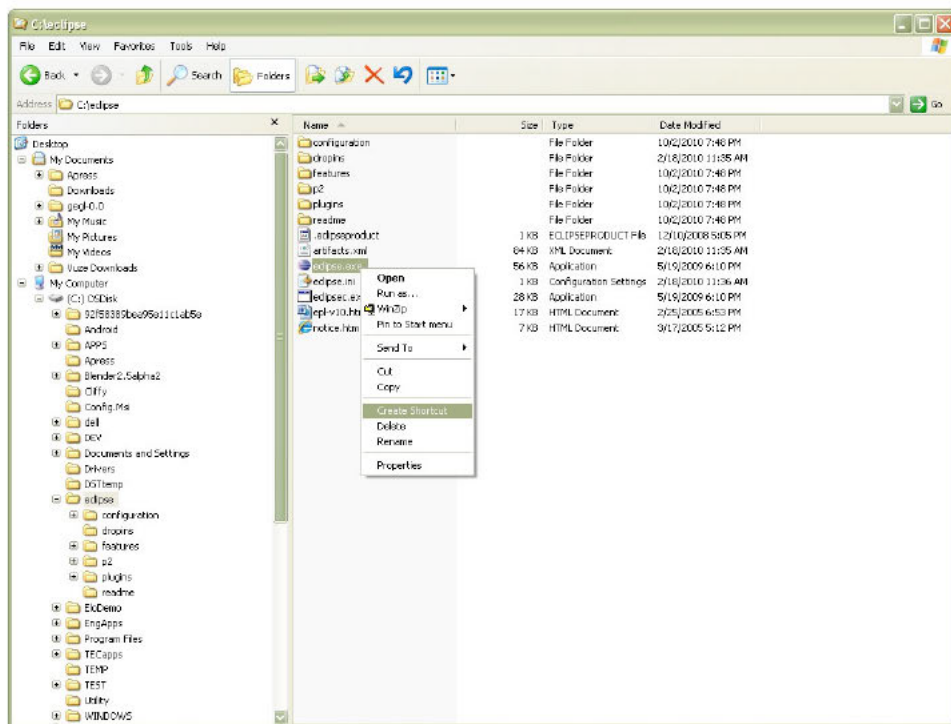 C:\eclipse
File Edit View Favorites Tools Help
Back Search Folders
Address C:\eclipse Go
Folders
Name Size Type Date Modified
configuration File Folder 10/2/2010 7:48 PM
dropins File Folder 2/18/2010 11:35 AM
features File Folder 10/2/2010 7:48 PM
p2 File Folder 10/2/2010 7:48 PM
plugins File Folder 10/2/2010 7:48 PM
readme File Folder 10/2/2010 7:48 PM
.eclipseproduct 1 KB ECLIPSEPRODUCT File 12/10/2008 5:05 PM
artifacts.xml 84 KB XML Document 2/18/2010 11:35 AM
eclipse.exe 56 KB Application 5/19/2009 6:10 PM
eclipse.ini 1 KB Configuration Settings 2/18/2010 11:36 AM
eclipsec.ex 28 KB Application 5/19/2009 6:10 PM
epl-v10.htm 17 KB HTML Document 2/25/2005 6:53 PM
notice.htm 7 KB HTML Document 3/17/2005 5:12 PM
Open
Run as...
WinZip
Pin to Start menu
Send To
Cut
Copy
Create Shortcut
Delete
Rename
Properties
Desktop
My Documents
Apress
Downloads
gegl-0.0
My Music
My Pictures
My Videos
Vuze Downloads
My Computer
(C:) OSDisk
Android
APPS
Apress
Blender2.5alpha2
Cliffy
Config.Msi
dell
DEV
Documents and Settings
Drivers
DSTtemp
eclipse
configuration
dropins
features
p2
plugins
readme
EloDemo
EngApps
Program Files
TECapps
TEMP
TEST
Utility
WINDOWS